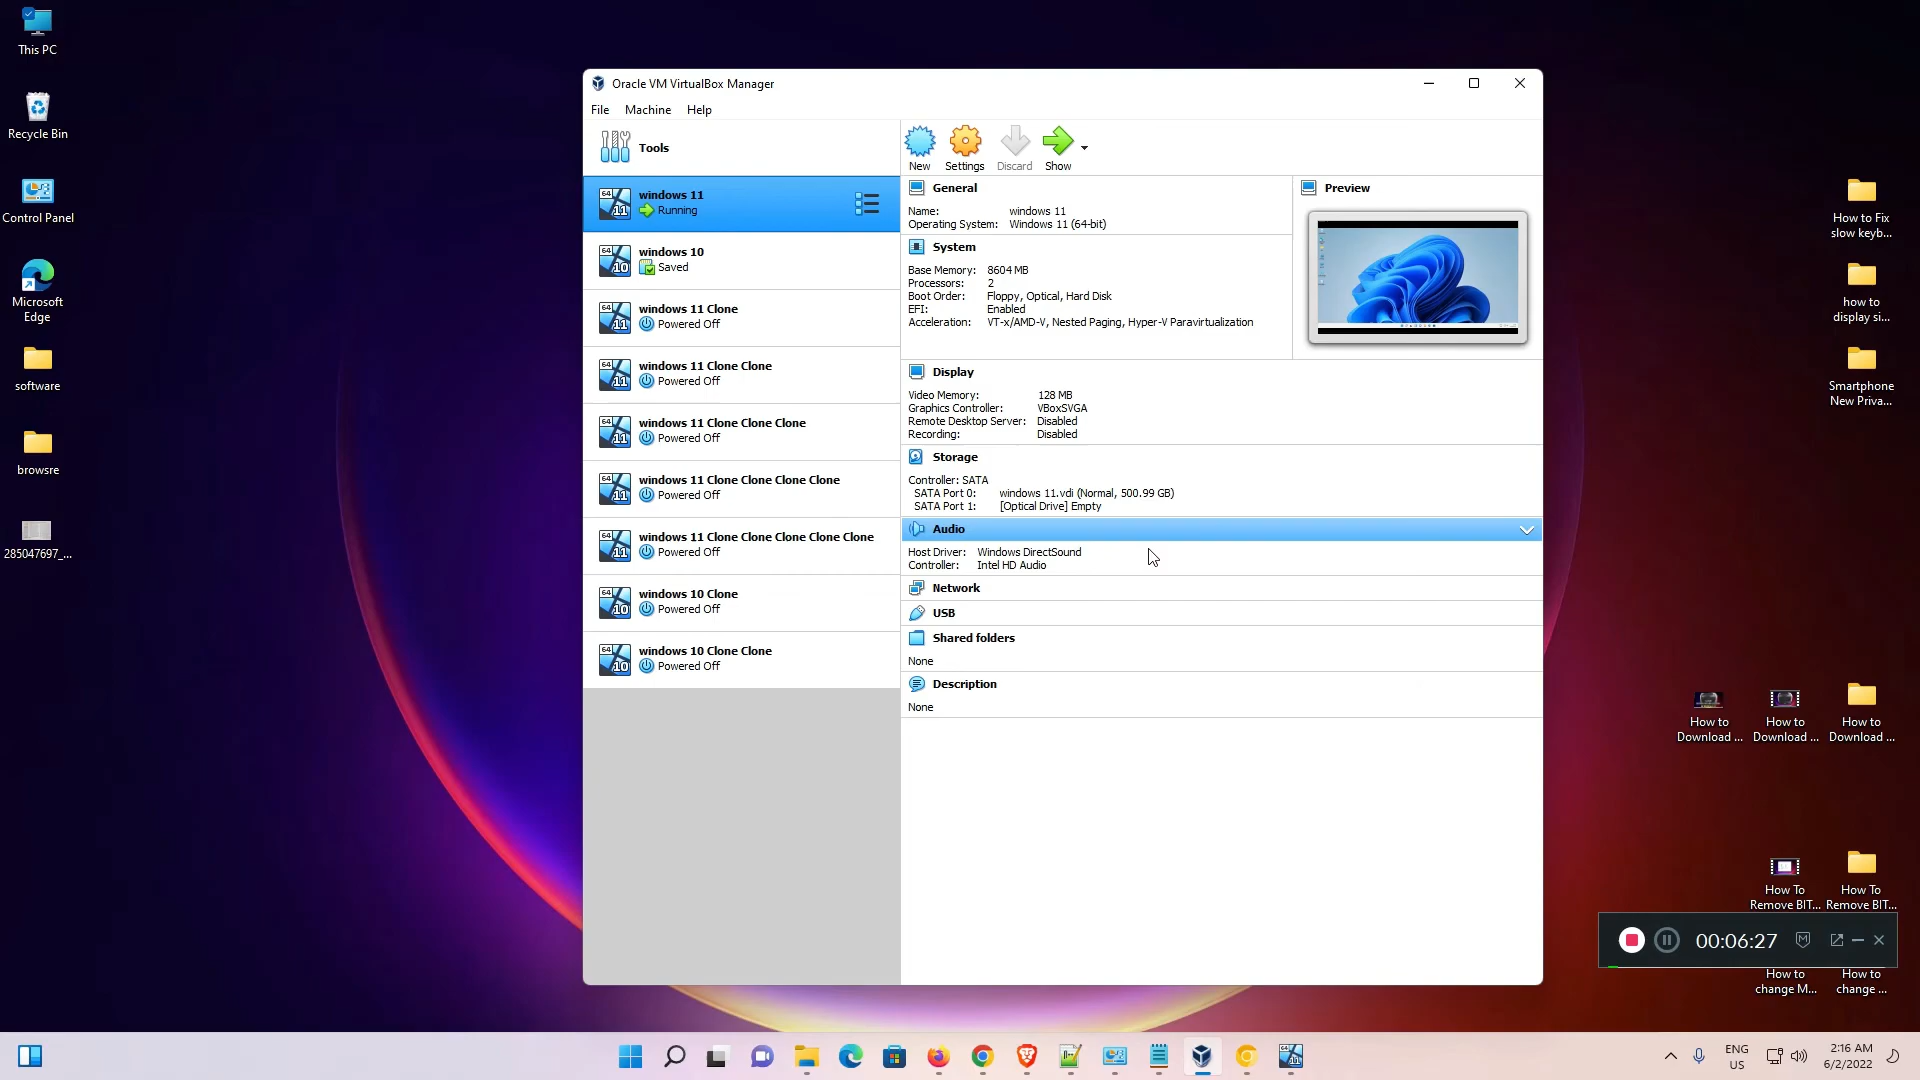 This PC
Recycle Bin
Control Panel
Microsoft
Edge
software
browsre
285047697_...
Oracle VM VirtualBox Manager
File Machine Help
Tools
New Settings Discard Show
windows 11
Running
windows 10
Saved
windows 11 Clone
Powered Off
windows 11 Clone Clone
Powered Off
windows 11 Clone Clone Clone
Powered Off
windows 11 Clone Clone Clone Clone
Powered Off
windows 11 Clone Clone Clone Clone Clone
Powered Off
windows 10 Clone
Powered Off
windows 10 Clone Clone
Powered Off
General
Name: windows 11
Operating System: Windows 11 (64-bit)
Preview
System
Base Memory: 8604 MB
Processors: 2
Boot Order: Floppy, Optical, Hard Disk
EFI: Enabled
Acceleration: VT-x/AMD-V, Nested Paging, Hyper-V Paravirtualization
Display
Video Memory: 128 MB
Graphics Controller: VBoxSVGA
Remote Desktop Server: Disabled
Recording: Disabled
Storage
Controller: SATA
SATA Port 0: windows 11.vdi (Normal, 500.99 GB)
SATA Port 1: [Optical Drive] Empty
Audio
Host Driver: Windows DirectSound
Controller: Intel HD Audio
Network
USB
Shared folders
None
Description
None
How to Fix
slow keyb...
how to
display si...
Smartphone
New Priva...
How to
Download ...
How to
Download ...
How to
Download ...
How To
Remove BIT...
How To
Remove BIT...
00:06:27
How to
change M...
How to
change ...
ENG
US
2:16 AM
6/2/2022